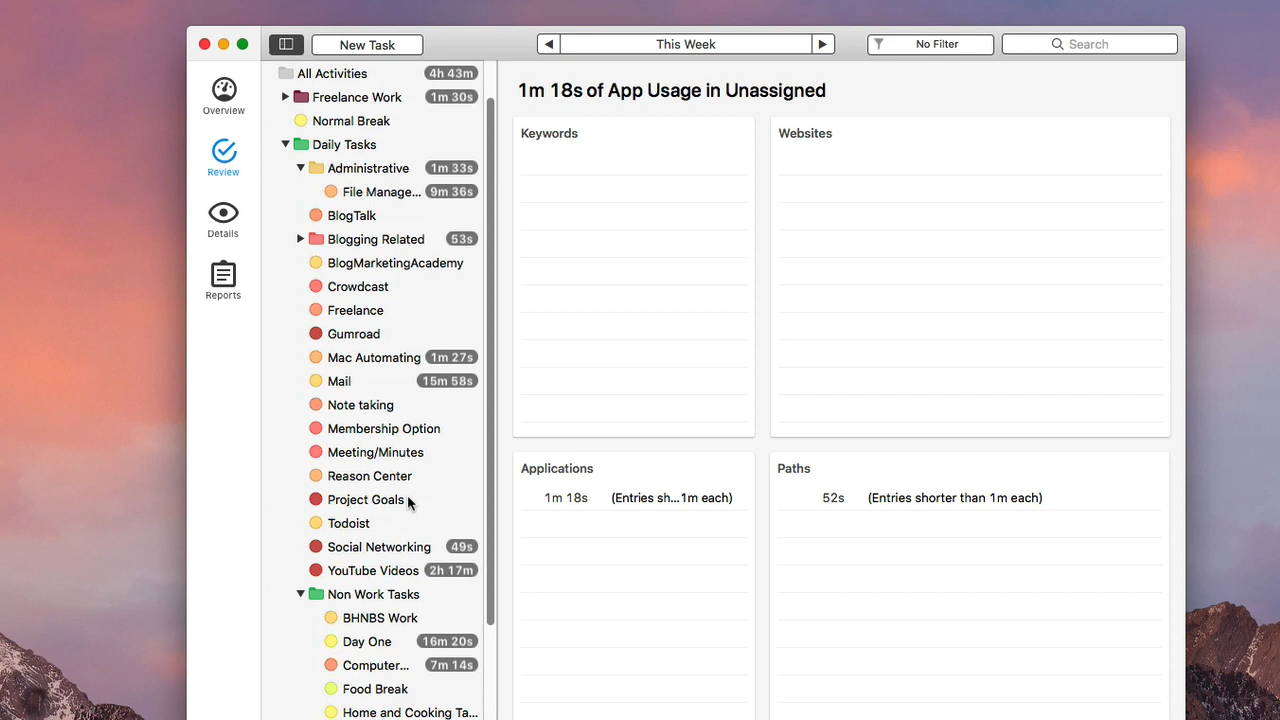 New Task
This Week
No Filter
Search
Overview
Review
Details
Reports
All Activities 4h 43m
Freelance Work 1m 30s
Normal Break
Daily Tasks
Administrative 1m 33s
File Manage... 9m 36s
BlogTalk
Blogging Related 53s
BlogMarketingAcademy
Crowdcast
Freelance
Gumroad
Mac Automating 1m 27s
Mail 15m 58s
Note taking
Membership Option
Meeting/Minutes
Reason Center
Project Goals
Todoist
Social Networking 49s
YouTube Videos 2h 17m
Non Work Tasks
BHNBS Work
Day One 16m 20s
Computer... 7m 14s
Food Break
Home and Cooking Ta...
1m 18s of App Usage in Unassigned
Keywords
Websites
Applications
1m 18s (Entries sh...1m each)
Paths
52s (Entries shorter than 1m each)